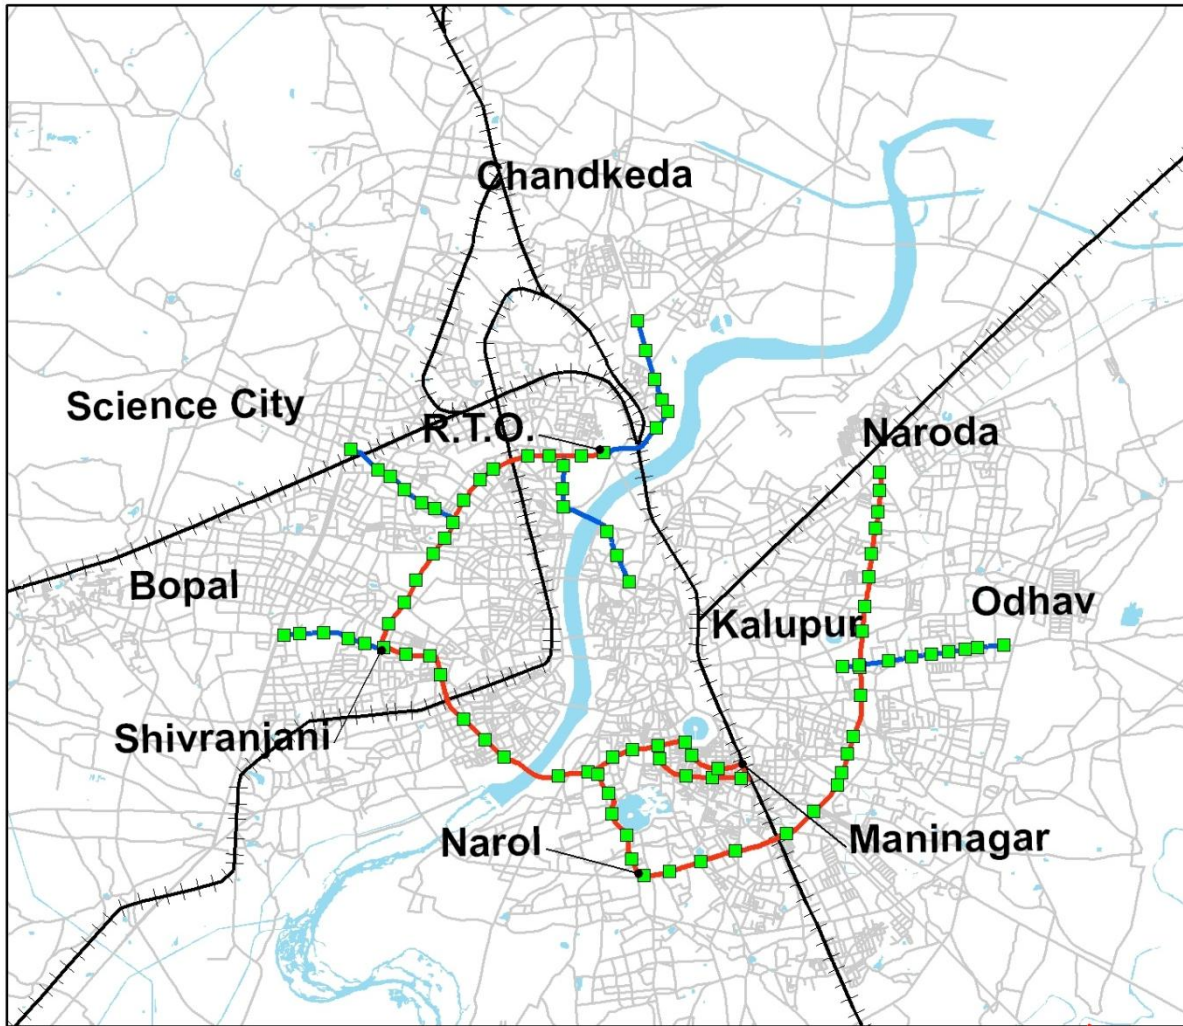 Chandkeda
Science City
R.T.O.
Naroda
Bopal
Odhav
Kalupur
Shivranjani
Narol
Maninagar